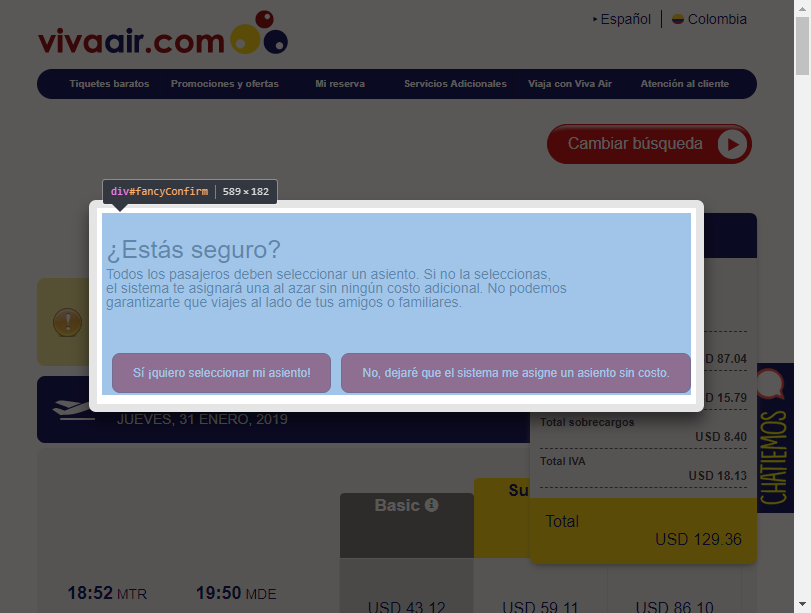 vivaair.com
Español
Colombia
Tiquetes baratos
Promociones y ofertas
Mi reserva
Servicios Adicionales
Viaja con Viva Air
Atención al cliente
Cambiar búsqueda
div#fancyConfirm 589 × 182
¿Estás seguro?
Todos los pasajeros deben seleccionar un asiento. Si no la seleccionas,
el sistema te asignará una al azar sin ningún costo adicional. No podemos
garantizarte que viajes al lado de tus amigos o familiares.
Sí ¡quiero seleccionar mi asiento!
No, dejaré que el sistema me asigne un asiento sin costo.
D 87.04
D 15.79
JUEVES, 31 ENERO, 2019
Total sobrecargos
USD 8.40
Total IVA
USD 18.13
CHATIEMOS
Basic
Su
Total
USD 129.36
18:52 MTR
19:50 MDE
USD 43.12
USD 59.11
USD 86.10